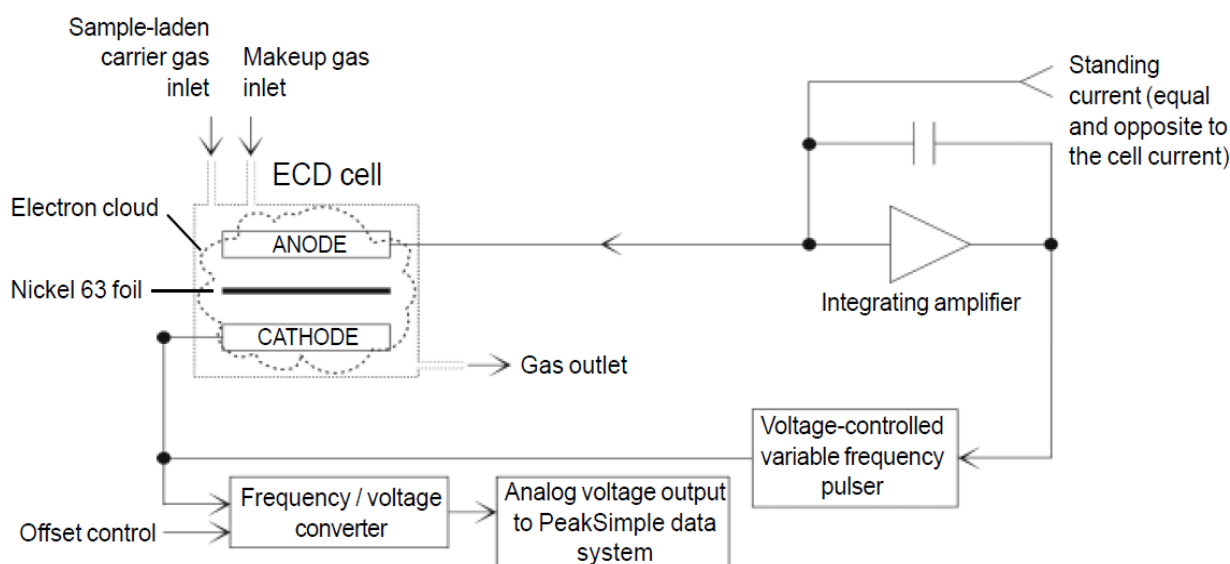 Sample-laden
carrier gas
inlet
Makeup gas
inlet
ECD cell
Electron cloud
ANODE
Nickel 63 foil
CATHODE
Gas outlet
Standing
current (equal
and opposite to
the cell current)
Integrating amplifier
Voltage-controlled
variable frequency
pulser
Frequency / voltage
converter
Offset control
Analog voltage output
to PeakSimple data
system